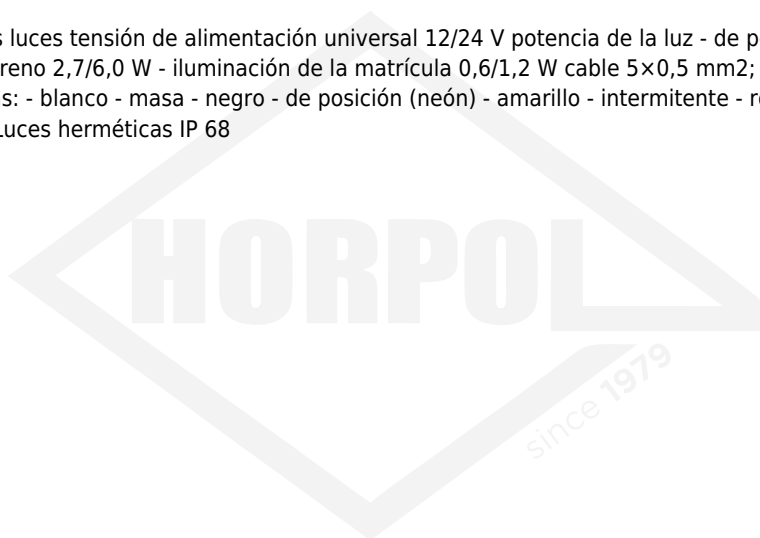 luces tensión de alimentación universal 12/24 V potencia de la luz - de
2,7/6,0 W - iluminación de la matrícula 0,6/1,2 W cable 5×0,5 mm2;
- blanco - masa - negro - de posición (neón) - amarillo - intermitente -
Luces herméticas IP 68
HORPOL
since 1979